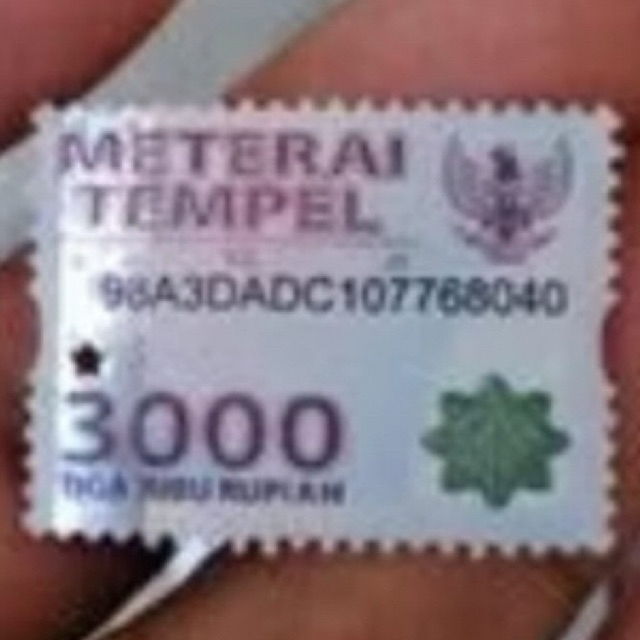 METERAI
TEMPEL
98A3DADC107768040
3000
TIGA RIBU RUPIAH